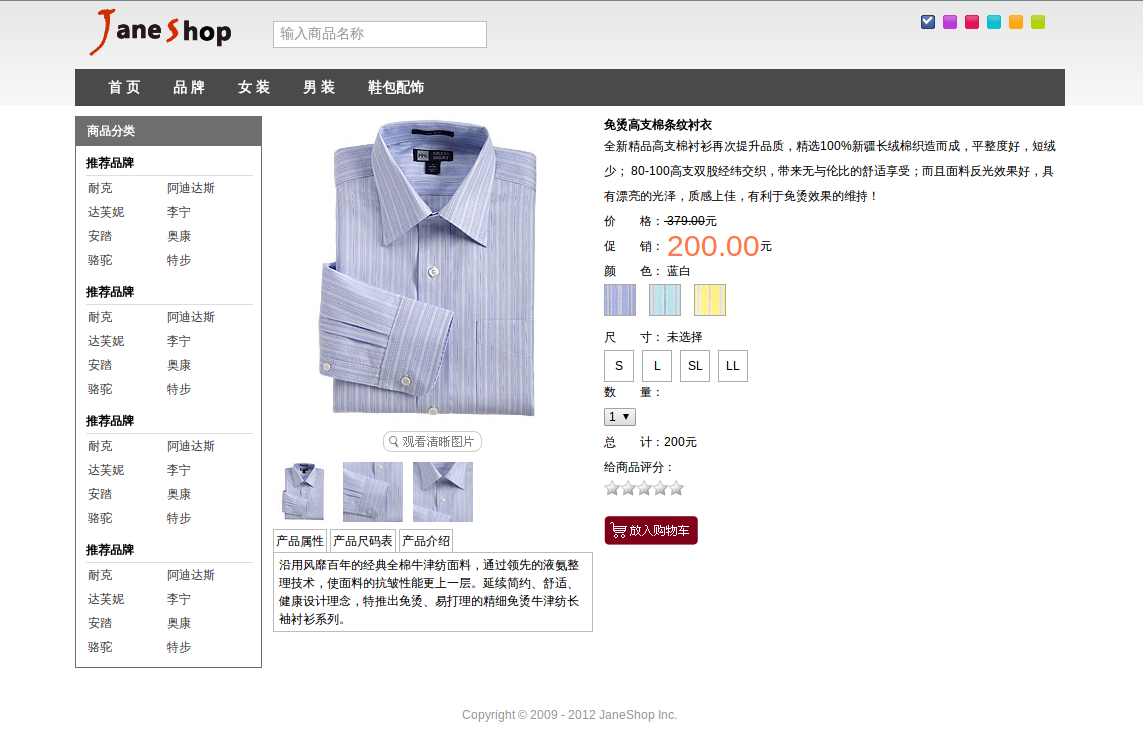 Jane Shop
输入商品名称
首 页 品 牌 女 装 男 装 鞋包配饰
商品分类
推荐品牌
耐克 阿迪达斯
达芙妮 李宁
安踏 奥康
骆驼 特步
推荐品牌
耐克 阿迪达斯
达芙妮 李宁
安踏 奥康
骆驼 特步
推荐品牌
耐克 阿迪达斯
达芙妮 李宁
安踏 奥康
骆驼 特步
推荐品牌
耐克 阿迪达斯
达芙妮 李宁
安踏 奥康
骆驼 特步
观看清晰图片
产品属性 产品尺码表 产品介绍
沿用风靡百年的经典全棉牛津纺面料，通过领先的液氨整
理技术，使面料的抗皱性能更上一层。延续简约、舒适、
健康设计理念，特推出免烫、易打理的精细免烫牛津纺长
袖衬衫系列。
免烫高支棉条纹衬衣
全新精品高支棉衬衫再次提升品质，精选100%新疆长绒棉织造而成，平整度好，短绒
少； 80-100高支双股经纬交织，带来无与伦比的舒适享受；而且面料反光效果好，具
有漂亮的光泽，质感上佳，有利于免烫效果的维持！
价 格： 379.00元
促 销： 200.00元
颜 色： 蓝白
尺 寸： 未选择
S L SL LL
数 量：
1
总 计：200元
给商品评分：
放入购物车
Copyright © 2009 - 2012 JaneShop Inc.